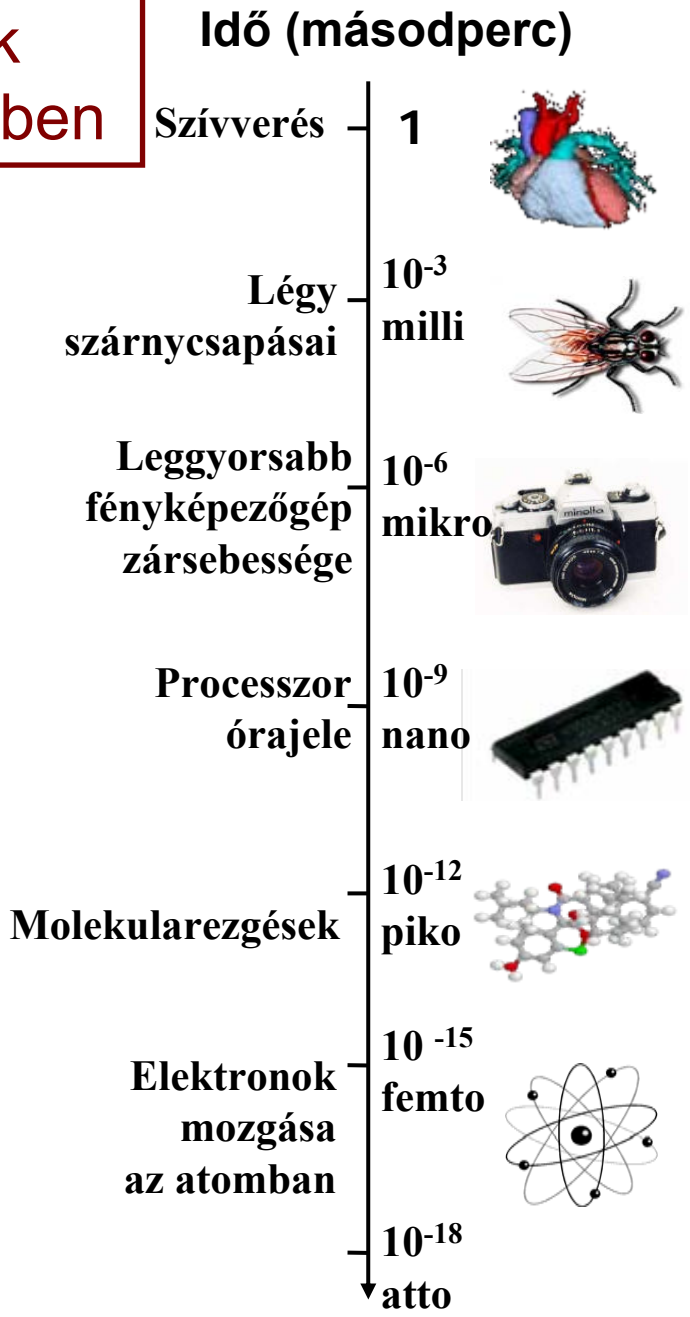 k
ben
Idő (másodperc)
Szívverés
1
Légy
szárnycsapásai
10-3
milli
Leggyorsabb
fényképezőgép
zársebessége
10-6
mikro
minolta
Processzor
órajele
10-9
nano
Molekularezgések
10-12
piko
Elektronok
mozgása
az atomban
10 -15
femto
10-18
atto